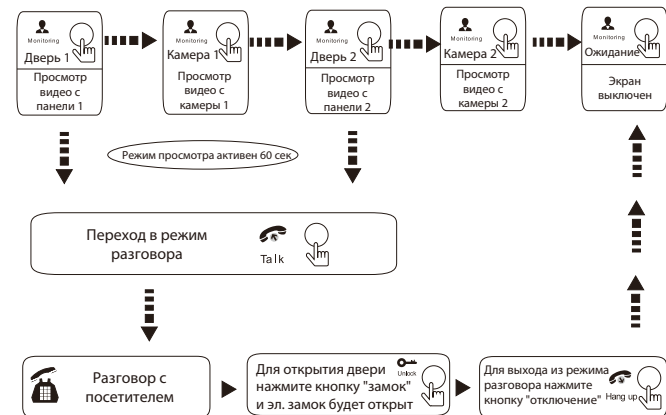 Monitoring
Дверь 1
Просмотр
видео с
панели 1
Monitoring
Камера 1
Просмотр
видео с
камеры 1
Monitoring
Дверь 2
Просмотр
видео с
панели 2
Monitoring
Камера 2
Просмотр
видео с
камеры 2
Monitoring
Ожидание
Экран
выключен
Режим просмотра активен 60 сек
Переход в режим
разговора
Talk
Разговор с
посетителем
Для открытия двери
нажмите кнопку "замок"
и эл. замок будет открыт
Unlock
Для выхода из режима
разговора нажмите
кнопку "отключение"
Hang up